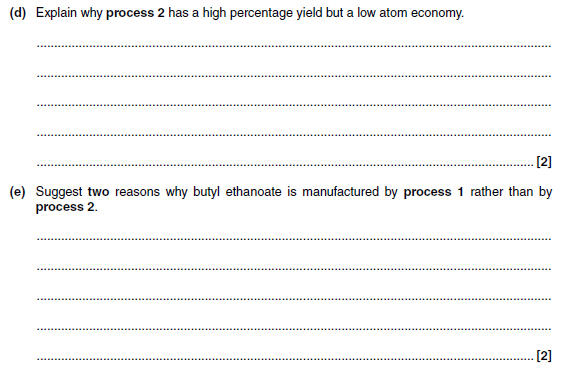 (d) Explain why process 2 has a high percentage yield but a low atom economy.
[2]
(e) Suggest two reasons why butyl ethanoate is manufactured by process 1 rather than by
process 2.
[2]